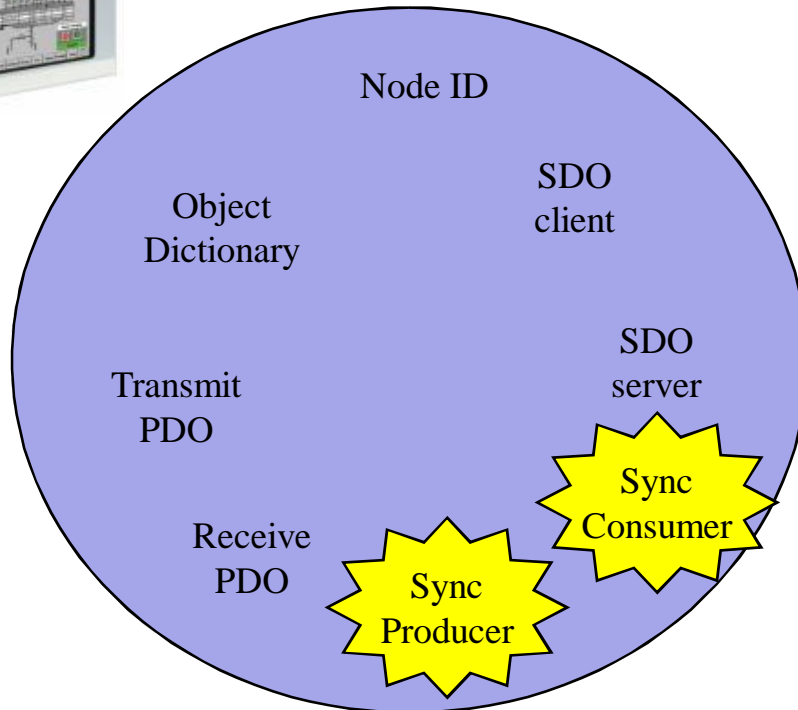 Node ID
SDO
client
Object
Dictionary
SDO
server
Transmit
PDO
Sync
Consumer
Receive
PDO
Sync
Producer